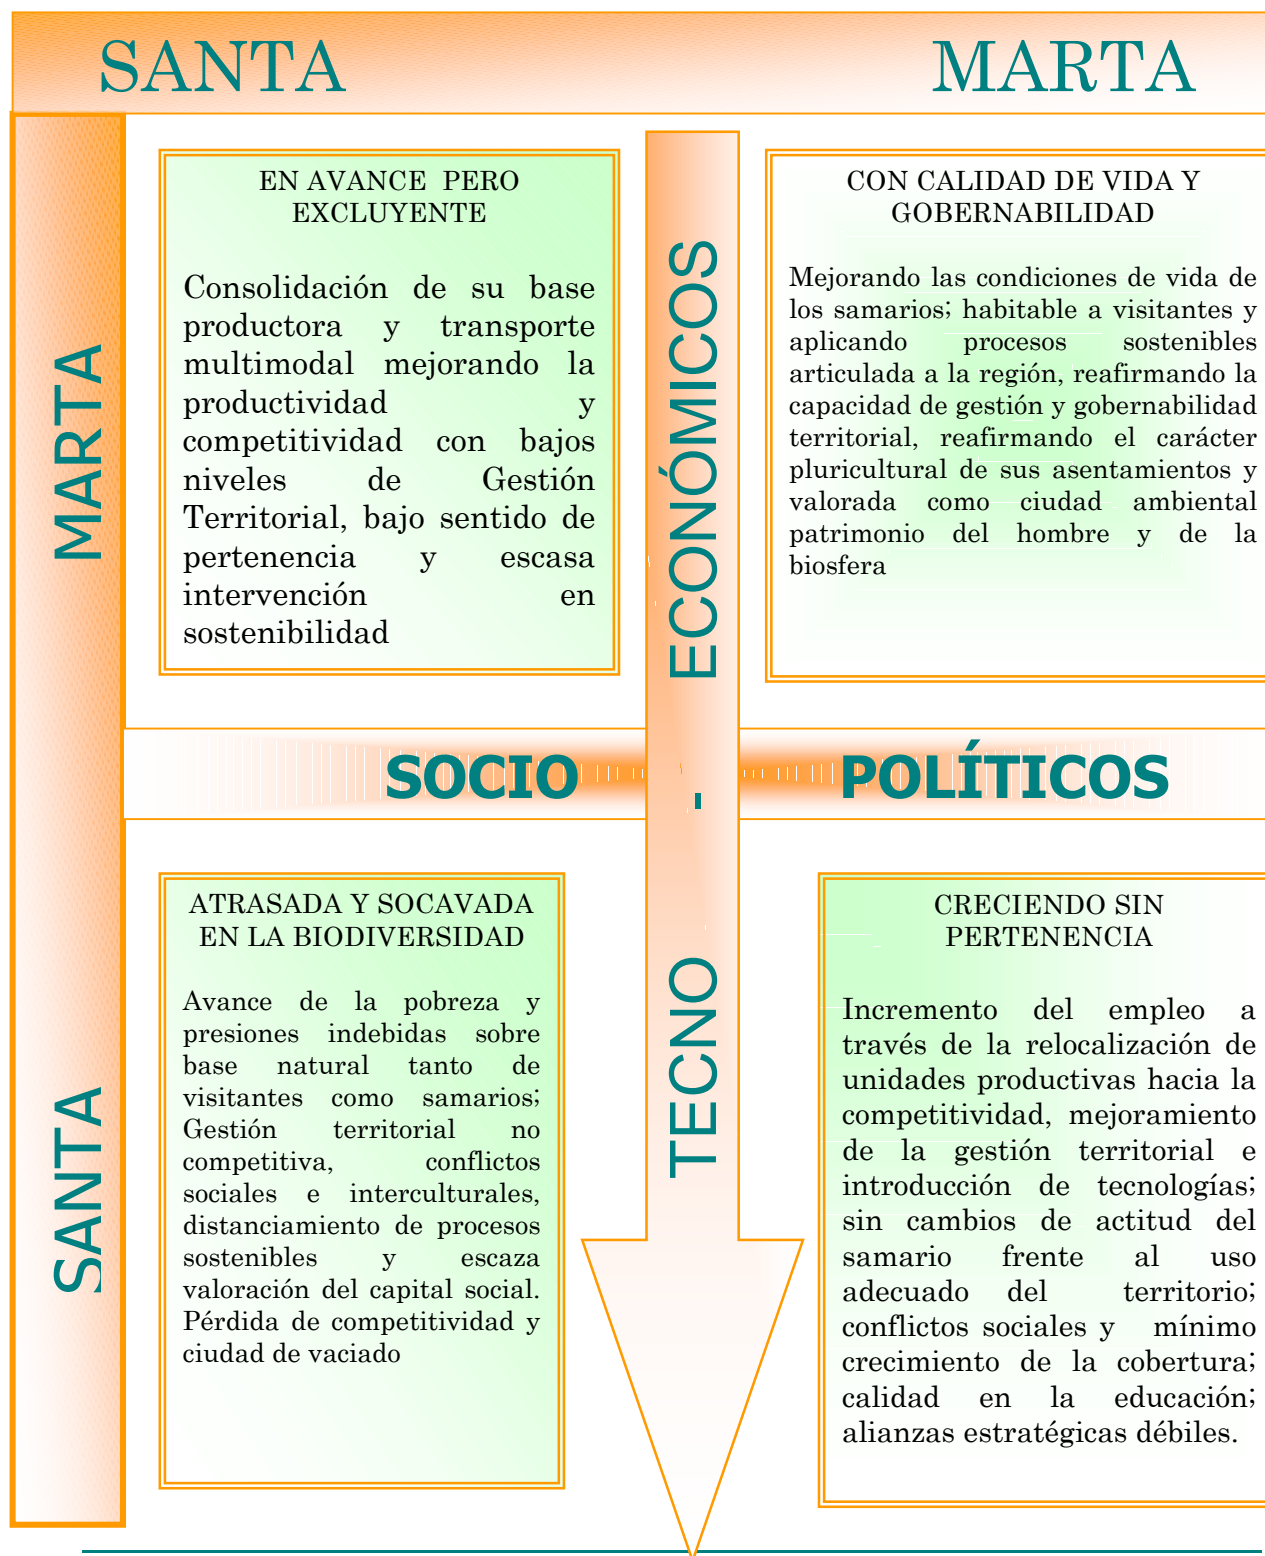 SANTA MARTA
SANTA MARTA
EN AVANCE PERO
EXCLUYENTE
Consolidación de su base
productora y transporte
multimodal mejorando la
productividad y
competitividad con bajos
niveles de Gestión
Territorial, bajo sentido de
pertenencia y escasa
intervención en
sostenibilidad
TECNO - ECONÓMICOS
CON CALIDAD DE VIDA Y
GOBERNABILIDAD
Mejorando las condiciones de vida de
los samarios; habitable a visitantes y
aplicando procesos sostenibles
articulada a la región, reafirmando la
capacidad de gestión y gobernabilidad
territorial, reafirmando el carácter
pluricultural de sus asentamientos y
valorada como ciudad ambiental
patrimonio del hombre y de la
biosfera
SOCIO POLÍTICOS
ATRASADA Y SOCAVADA
EN LA BIODIVERSIDAD
Avance de la pobreza y
presiones indebidas sobre
base natural tanto de
visitantes como samarios;
Gestión territorial no
competitiva, conflictos
sociales e interculturales,
distanciamiento de procesos
sostenibles y escaza
valoración del capital social.
Pérdida de competitividad y
ciudad de vaciado
CRECIENDO SIN
PERTENENCIA
Incremento del empleo a
través de la relocalización de
unidades productivas hacia la
competitividad, mejoramiento
de la gestión territorial e
introducción de tecnologías;
sin cambios de actitud del
samario frente al uso
adecuado del territorio;
conflictos sociales y mínimo
crecimiento de la cobertura;
calidad en la educación;
alianzas estratégicas débiles.